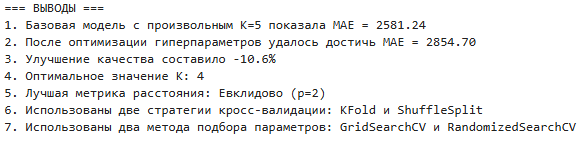 === ВЫВОДЫ ===
1. Базовая модель с произвольным K=5 показала MAE = 2581.24
2. После оптимизации гиперпараметров удалось достичь MAE = 2854.70
3. Улучшение качества составило -10.6%
4. Оптимальное значение K: 4
5. Лучшая метрика расстояния: Евклидово (p=2)
6. Использованы две стратегии кросс-валидации: KFold и ShuffleSplit
7. Использованы два метода подбора параметров: GridSearchCV и RandomizedSearchCV